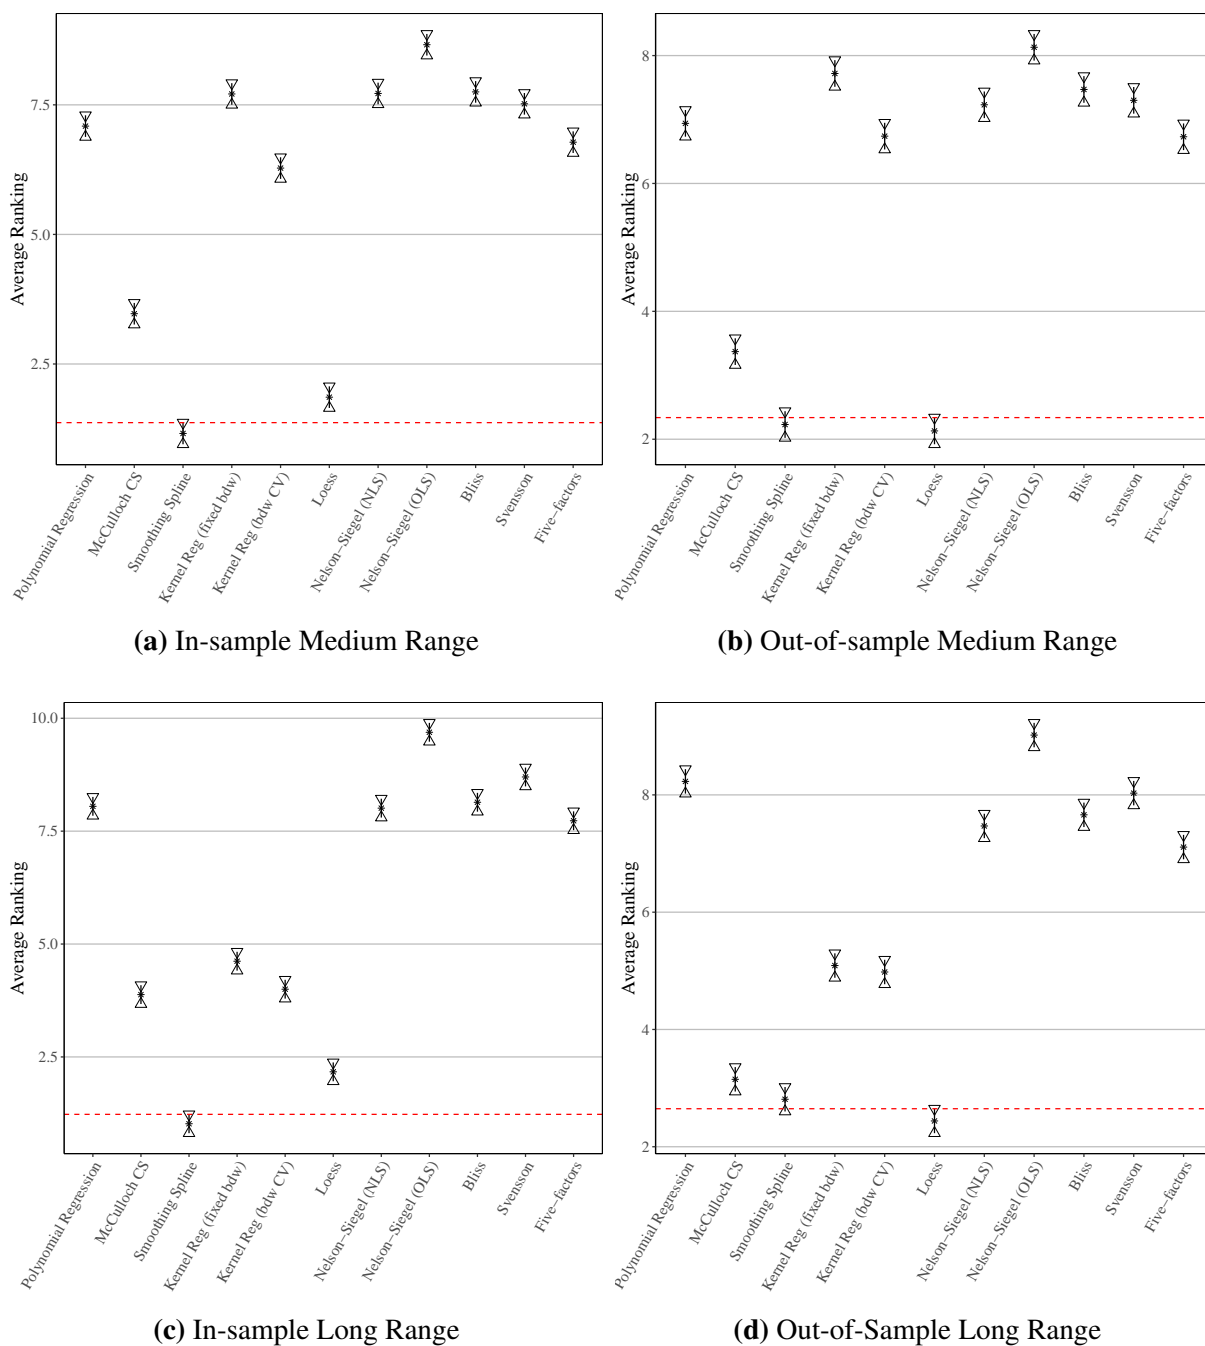 Average Ranking
7.5
5.0
2.5
Polynomial Regression
McCulloch CS
Smoothing Spline
Kernel Reg (fixed bdw)
Kernel Reg (bdw CV)
Loess
Nelson−Siegel (NLS)
Nelson−Siegel (OLS)
Bliss
Svensson
Five−factors
(a) In-sample Medium Range
Average Ranking
8
6
4
2
Polynomial Regression
McCulloch CS
Smoothing Spline
Kernel Reg (fixed bdw)
Kernel Reg (bdw CV)
Loess
Nelson−Siegel (NLS)
Nelson−Siegel (OLS)
Bliss
Svensson
Five−factors
(b) Out-of-sample Medium Range
Average Ranking
10.0
7.5
5.0
2.5
Polynomial Regression
McCulloch CS
Smoothing Spline
Kernel Reg (fixed bdw)
Kernel Reg (bdw CV)
Loess
Nelson−Siegel (NLS)
Nelson−Siegel (OLS)
Bliss
Svensson
Five−factors
(c) In-sample Long Range
Average Ranking
8
6
4
2
Polynomial Regression
McCulloch CS
Smoothing Spline
Kernel Reg (fixed bdw)
Kernel Reg (bdw CV)
Loess
Nelson−Siegel (NLS)
Nelson−Siegel (OLS)
Bliss
Svensson
Five−factors
(d) Out-of-Sample Long Range